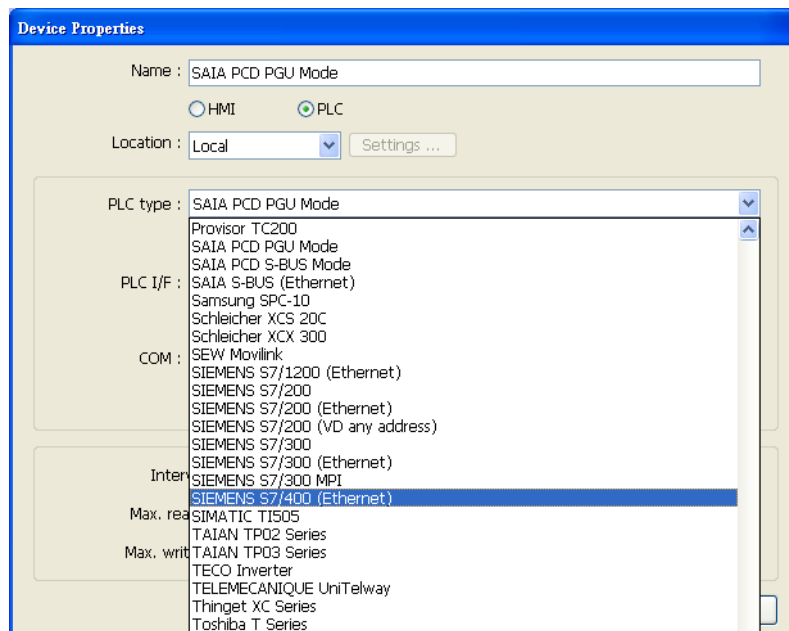 Device Properties
Name : SAIA PCD PGU Mode
HMI PLC
Location : Local Settings ...
PLC type : SAIA PCD PGU Mode
Provisor TC200
SAIA PCD PGU Mode
SAIA PCD S-BUS Mode
PLC I/F : SAIA S-BUS (Ethernet)
Samsung SPC-10
Schleicher XCS 20C
Schleicher XCX 300
COM : SEW Movilink
SIEMENS S7/1200 (Ethernet)
SIEMENS S7/200
SIEMENS S7/200 (Ethernet)
SIEMENS S7/200 (VD any address)
SIEMENS S7/300
SIEMENS S7/300 (Ethernet)
SIEMENS S7/300 MPI
SIEMENS S7/400 (Ethernet)
Max. SIMATIC TI505
TAIAN TP02 Series
Max. TAIAN TP03 Series
TECO Inverter
TELEMECANIQUE UniTelway
Thinget XC Series
Toshiba T Series